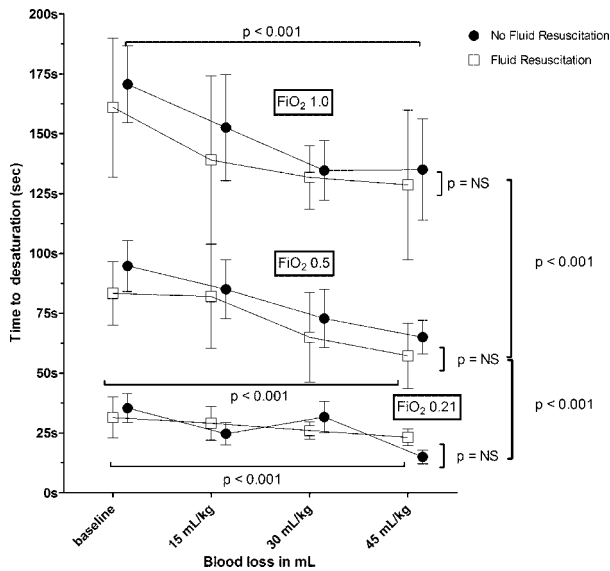 p < 0.001
No Fluid Resuscitation
Fluid Resuscitation
200s
175s
150s
125s
100s
75s
50s
25s
0s
Time to desaturation (sec)
FiO2 1.0
p = NS
FiO2 0.5
p < 0.001
p = NS
p < 0.001
FiO2 0.21
p < 0.001
p = NS
p < 0.001
baseline
15 mL/kg
30 mL/kg
45 mL/kg
Blood loss in mL